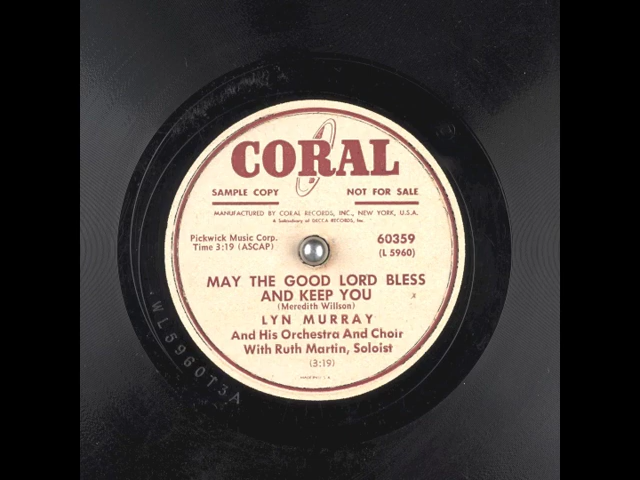 CORAL
SAMPLE COPY NOT FOR SALE
MANUFACTURED BY CORAL RECORDS, INC., NEW YORK, U.S.A.
A Subsidiary of DECCA RECORDS, Inc.
Pickwick Music Corp.
Time 3:19 (ASCAP)
60359
(L 5960)
MAY THE GOOD LORD BLESS
AND KEEP YOU
(Meredith Willson)
LYN MURRAY
And His Orchestra And Choir
With Ruth Martin, Soloist
(3:19)
.WL5960T3A